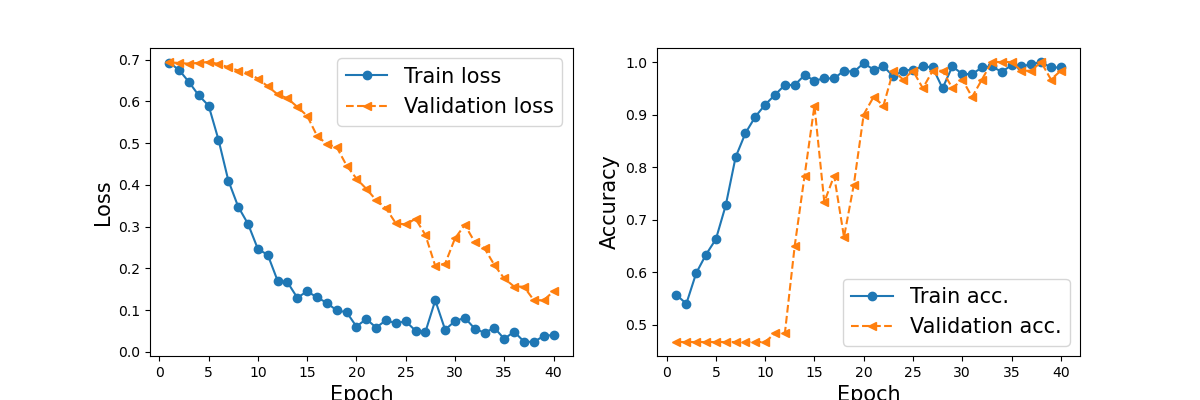 0.7
0.6
0.5
0.4
0.3
0.2
0.1
0.0
Loss
0 5 10 15 20 25 30 35 40
Epoch
Train loss
Validation loss
1.0
0.9
0.8
0.7
0.6
0.5
Accuracy
0 5 10 15 20 25 30 35 40
Epoch
Train acc.
Validation acc.